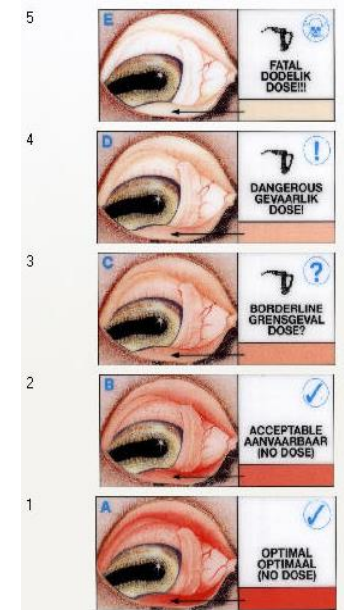 5
E
FATAL
DODELIK
DOSE!!!
4
D
!
DANGEROUS
GEVAARLIK
DOSE!
3
C
?
BORDERLINE
GRENSGEVAL
DOSE?
2
B
ACCEPTABLE
AANVAARBAAR
(NO DOSE)
1
A
OPTIMAL
OPTIMAAL
(NO DOSE)